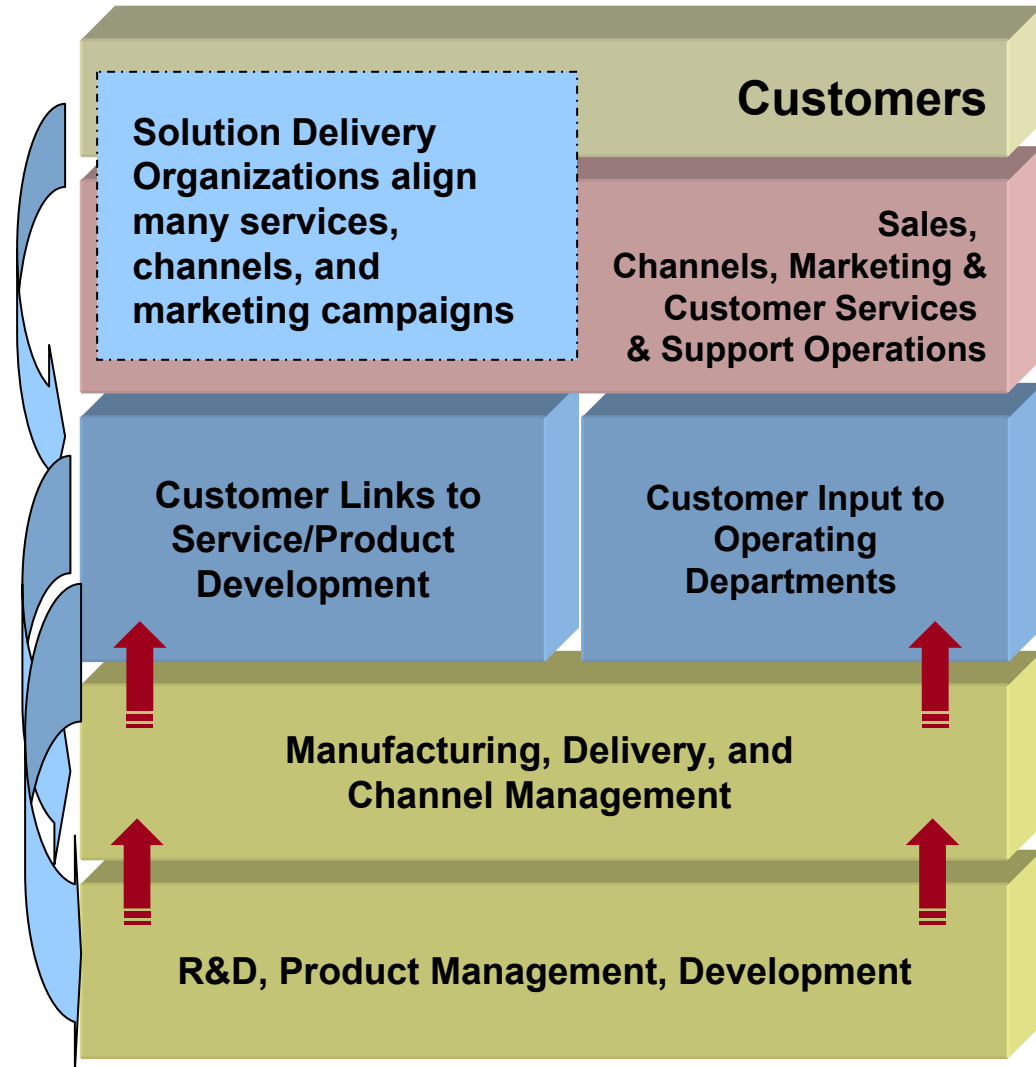 Customers
Solution Delivery
Organizations align
many services,
channels, and
marketing campaigns
Sales,
Channels, Marketing &
Customer Services
& Support Operations
Customer Links to
Service/Product
Development
Customer Input to
Operating
Departments
Manufacturing, Delivery, and
Channel Management
R&D, Product Management, Development